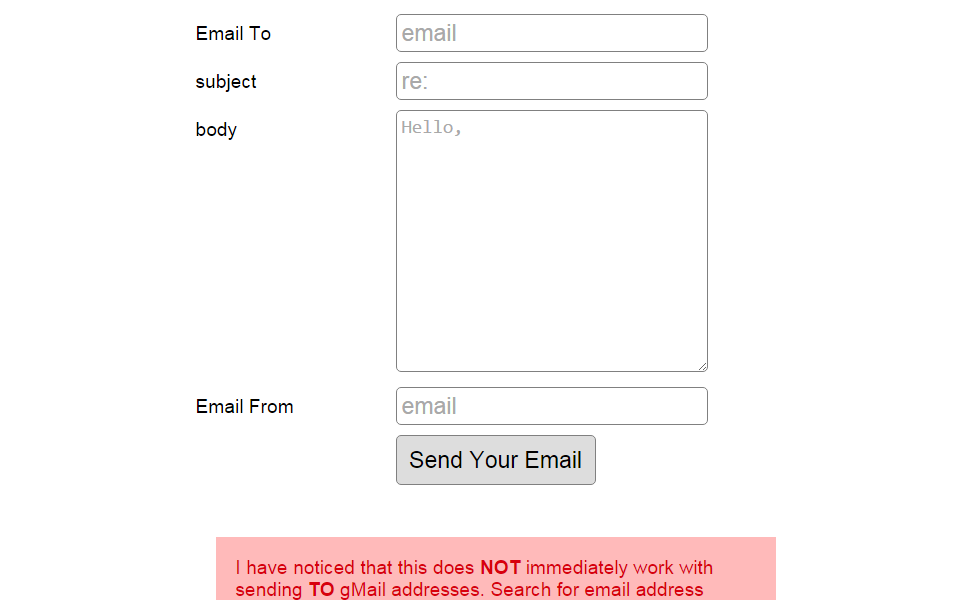 Email To
email
subject
re:
body
Hello,
Email From
email
Send Your Email
I have noticed that this does NOT immediately work with
sending TO gMail addresses. Search for email address